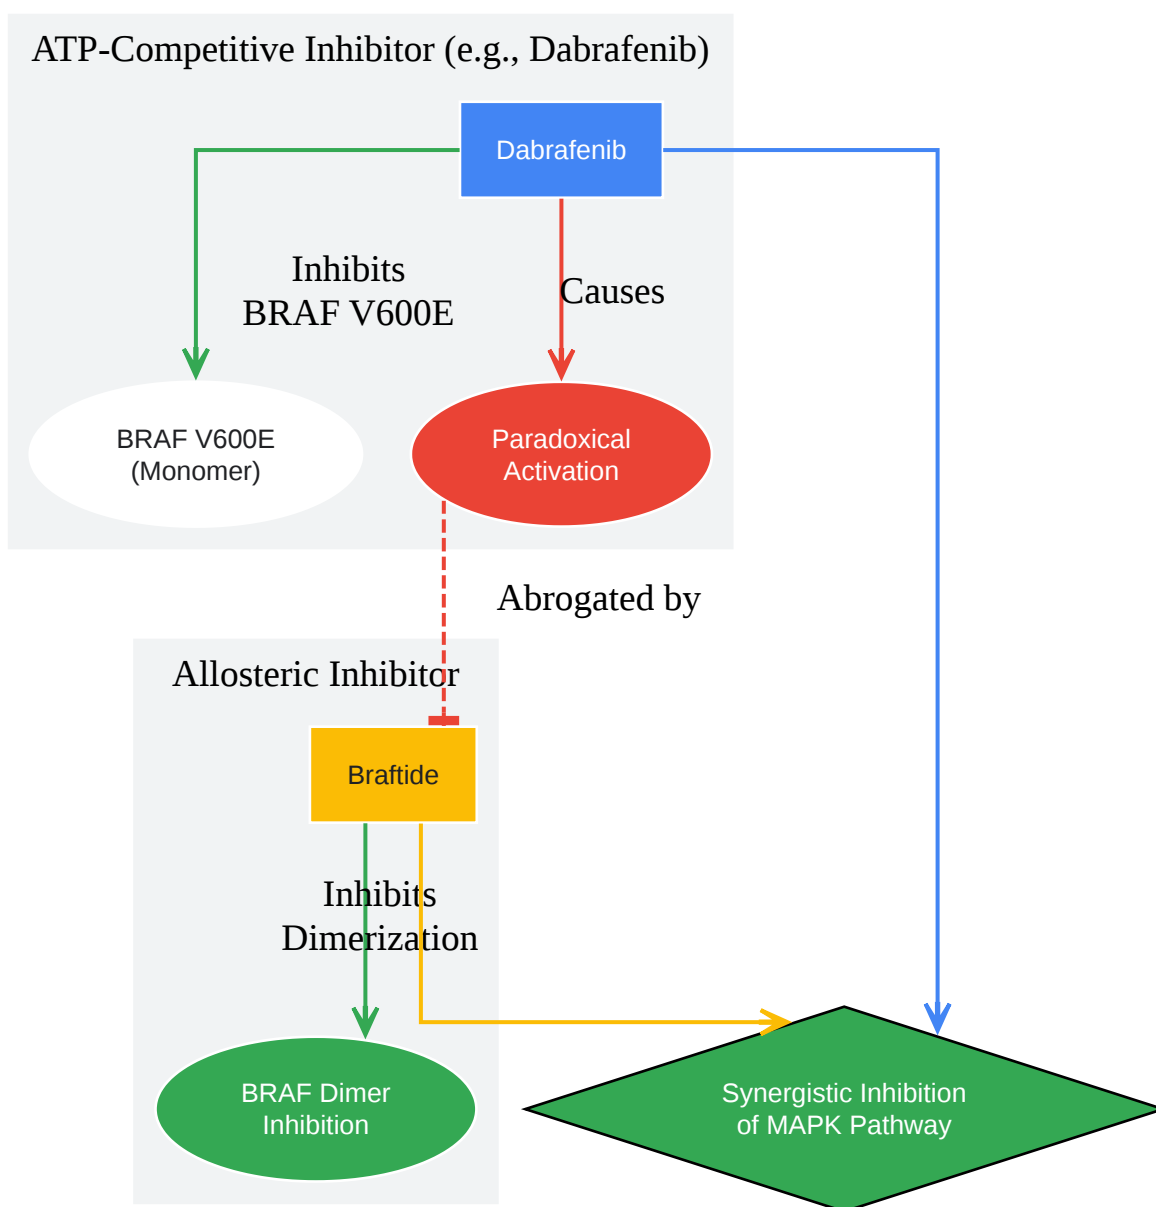 ATP-Competitive Inhibitor (e.g., Dabrafenib)
Dabrafenib
Inhibits
BRAF V600E
Causes
BRAF V600E
(Monomer)
Paradoxical
Activation
Abrogated by
Allosteric Inhibitor
Braftide
Inhibits
Dimerization
BRAF Dimer
Inhibition
Synergistic Inhibition
of MAPK Pathway